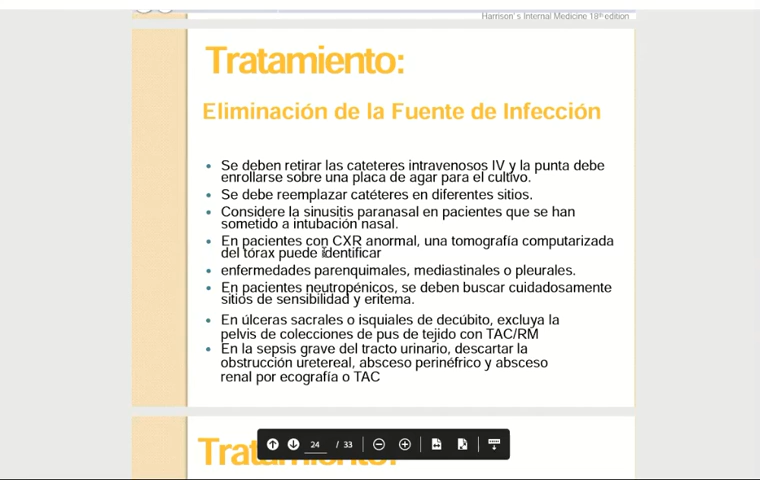 Harrison's Internal Medicine 18th edition
Tratamiento:
Eliminación de la Fuente de Infección
• Se deben retirar las cateteres intravenosos IV y la punta debe
enrollarse sobre una placa de agar para el cultivo.
• Se debe reemplazar catéteres en diferentes sitios.
• Considere la sinusitis paranasal en pacientes que se han
sometido a intubación nasal.
• En pacientes con CXR anormal, una tomografía computarizada
del tórax puede identificar
• enfermedades parenquimales, mediastinales o pleurales.
• En pacientes neutropénicos, se deben buscar cuidadosamente
sitios de sensibilidad y eritema.
• En úlceras sacrales o isquiales de decúbito, excluya la
pelvis de colecciones de pus de tejido con TAC/RM
• En la sepsis grave del tracto urinario, descartar la
obstrucción uretereal, absceso perinéfrico y absceso
renal por ecografía o TAC
24 / 33
Tratamiento: